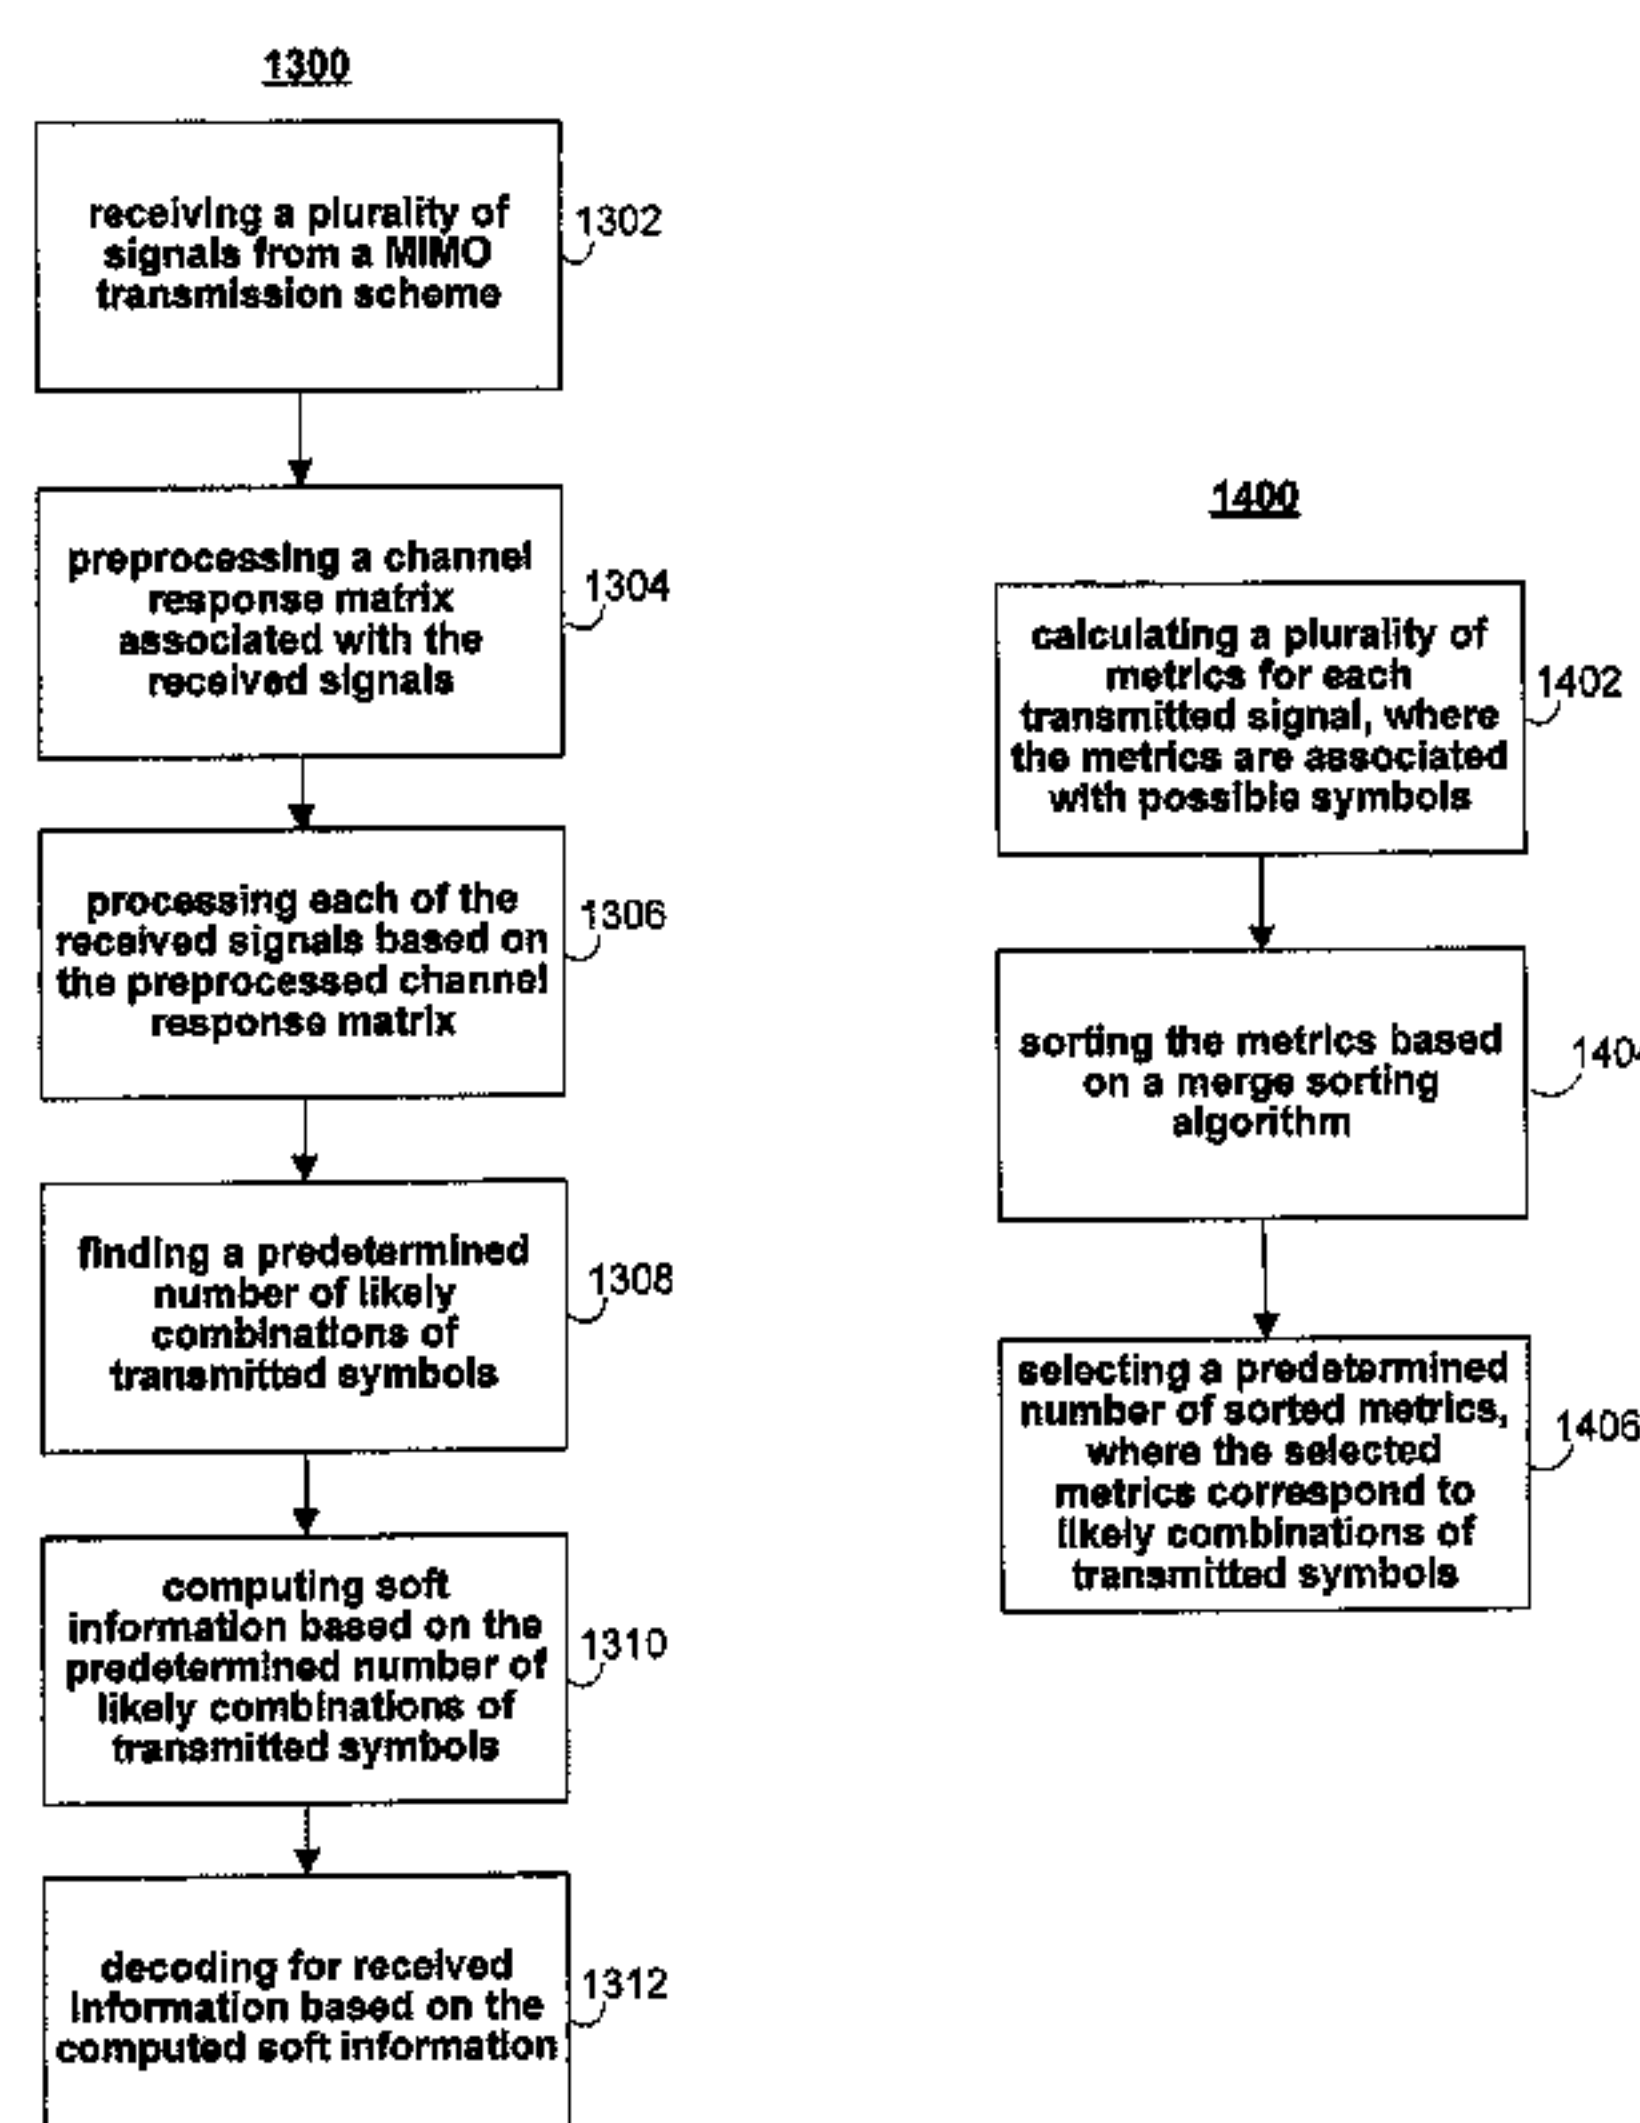 1300
receiving a plurality of
signals from a MIMO
transmission scheme
1302
preprocessing a channel
response matrix
associated with the
received signals
1304
processing each of the
received signals based on
the preprocessed channel
response matrix
1306
finding a predetermined
number of likely
combinations of
transmitted symbols
1308
computing soft
information based on the
predetermined number of
likely combinations of
transmitted symbols
1310
decoding for received
information based on the
computed soft information
1312
1400
calculating a plurality of
metrics for each
transmitted signal, where
the metrics are associated
with possible symbols
1402
sorting the metrics based
on a merge sorting
algorithm
1404
selecting a predetermined
number of sorted metrics,
where the selected
metrics correspond to
likely combinations of
transmitted symbols
1406